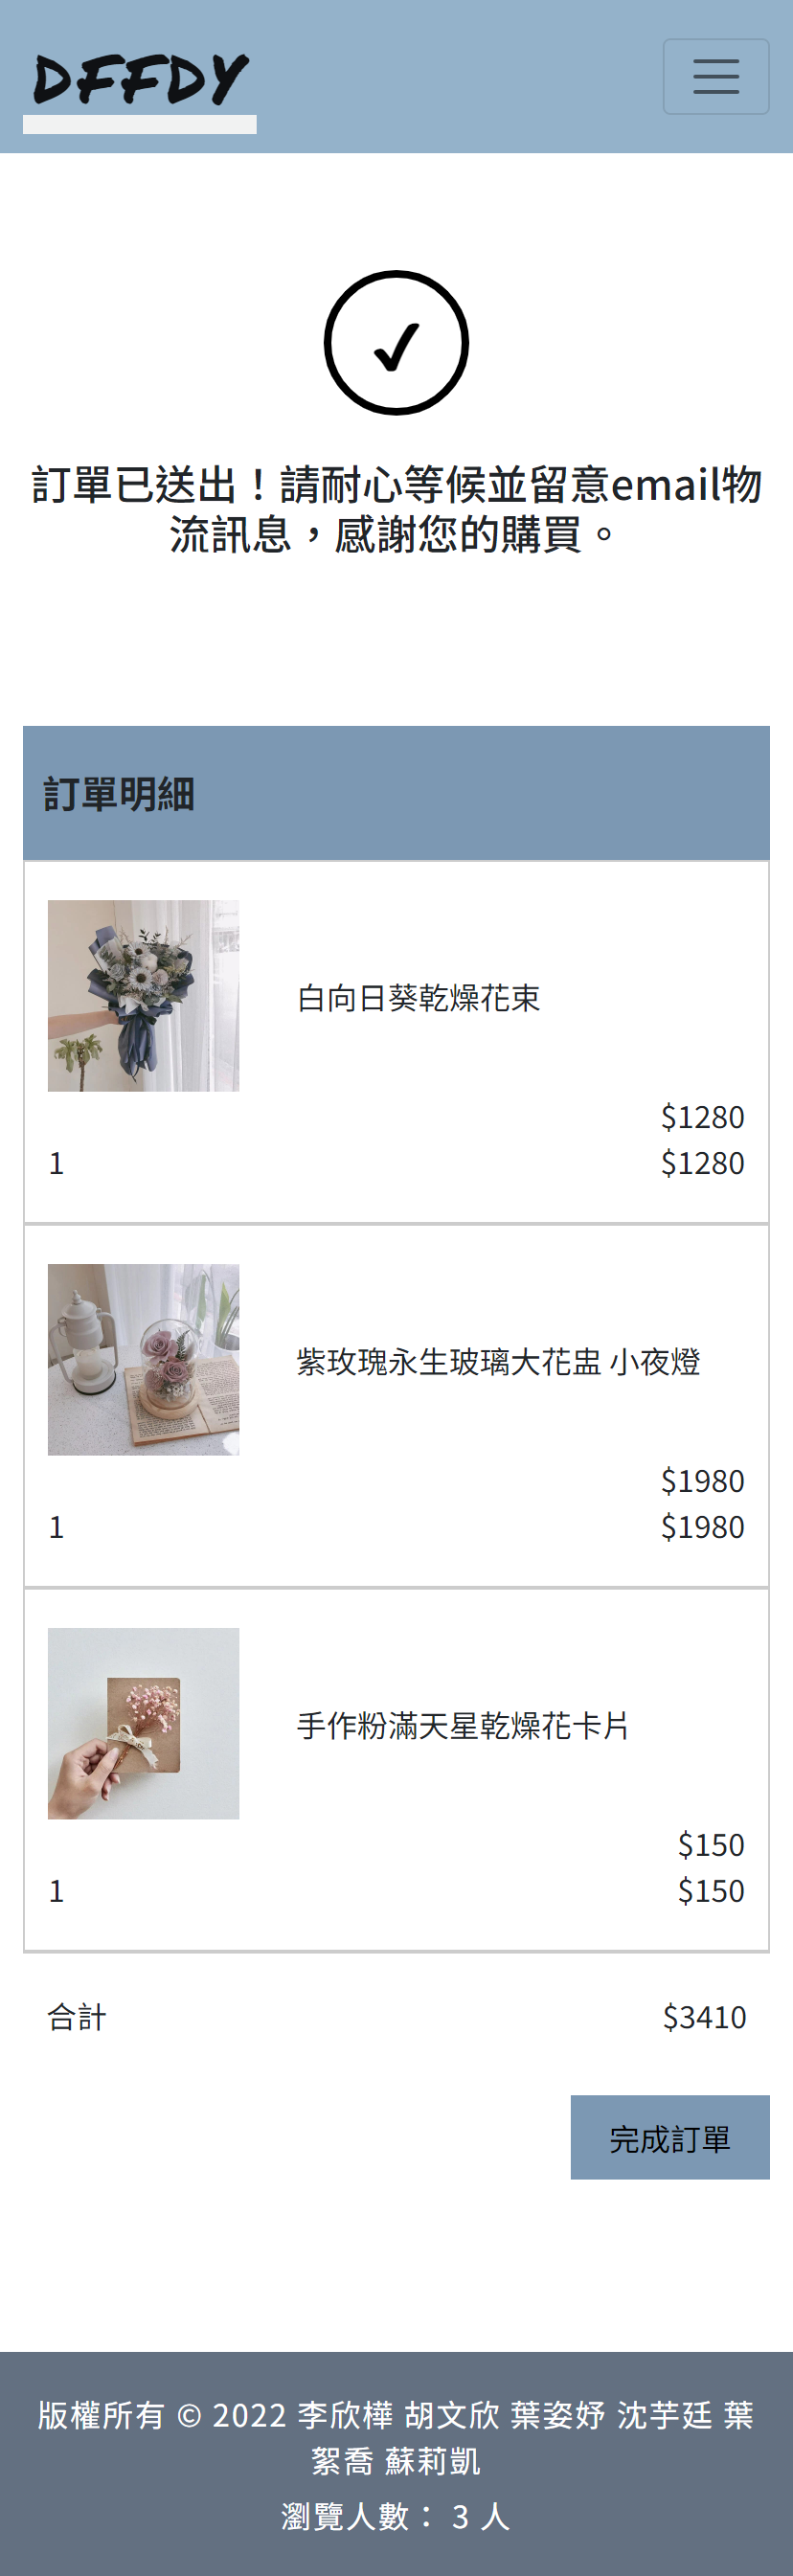 DFFDY
訂單已送出！請耐心等候並留意email物
流訊息，感謝您的購買。
訂單明細
白向日葵乾燥花束
$1280
1 $1280
紫玫瑰永生玻璃大花盅 小夜燈
$1980
1 $1980
手作粉滿天星乾燥花卡片
$150
1 $150
合計 $3410
完成訂單
版權所有 © 2022 李欣樺 胡文欣 葉姿妤 沈芋廷 葉
絮喬 蘇莉凱
瀏覽人數： 3 人